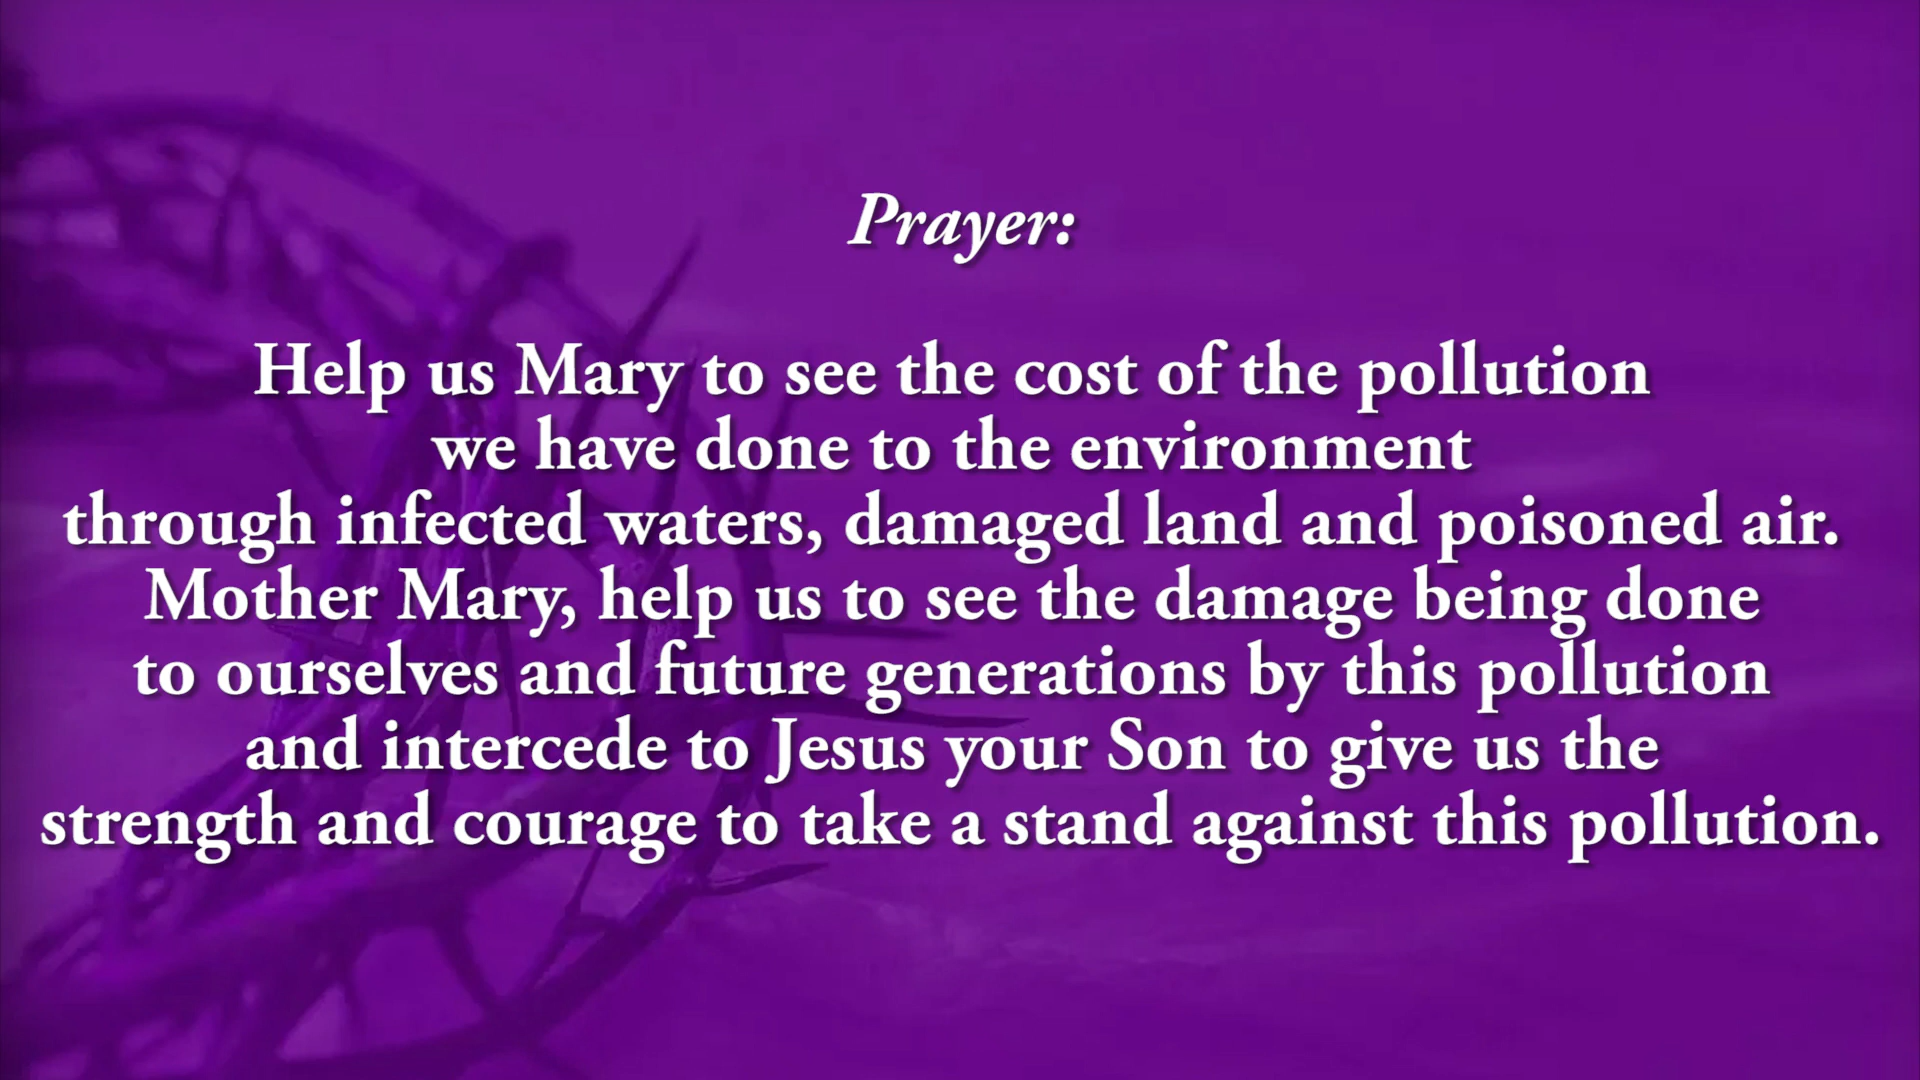 Prayer:
Help us Mary to see the cost of the pollution
we have done to the environment
through infected waters, damaged land and poisoned air.
Mother Mary, help us to see the damage being done
to ourselves and future generations by this pollution
and intercede to Jesus your Son to give us the
strength and courage to take a stand against this pollution.